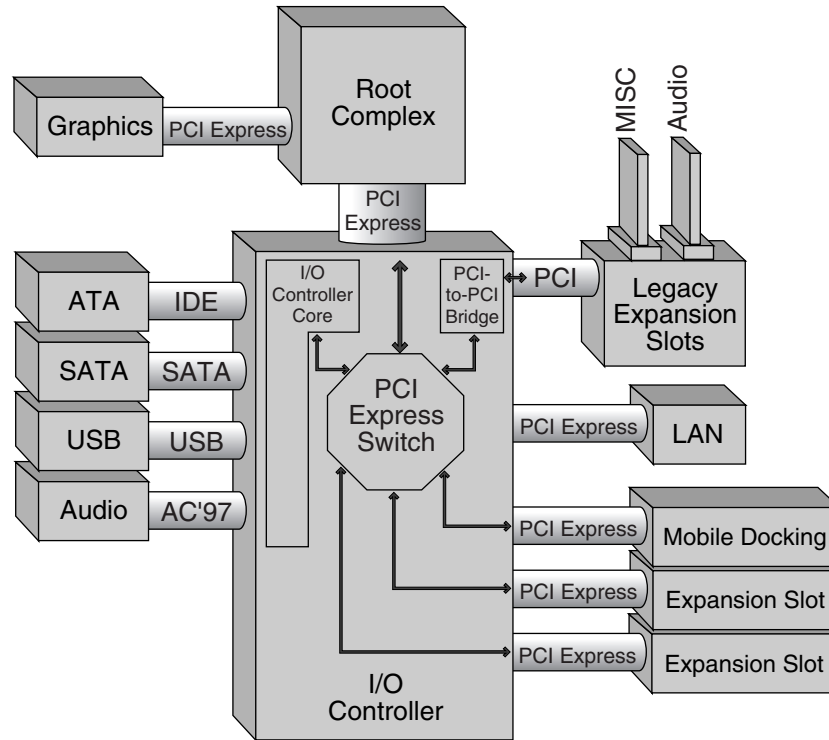 Root
Complex
Graphics
PCI Express
MISC
Audio
PCI
Express
I/O
Controller
Core
PCI-
to-PCI
Bridge
PCI
Legacy
Expansion
Slots
ATA
IDE
SATA
SATA
USB
USB
Audio
AC'97
PCI
Express
Switch
PCI Express
LAN
PCI Express
Mobile Docking
PCI Express
Expansion Slot
PCI Express
Expansion Slot
I/O
Controller